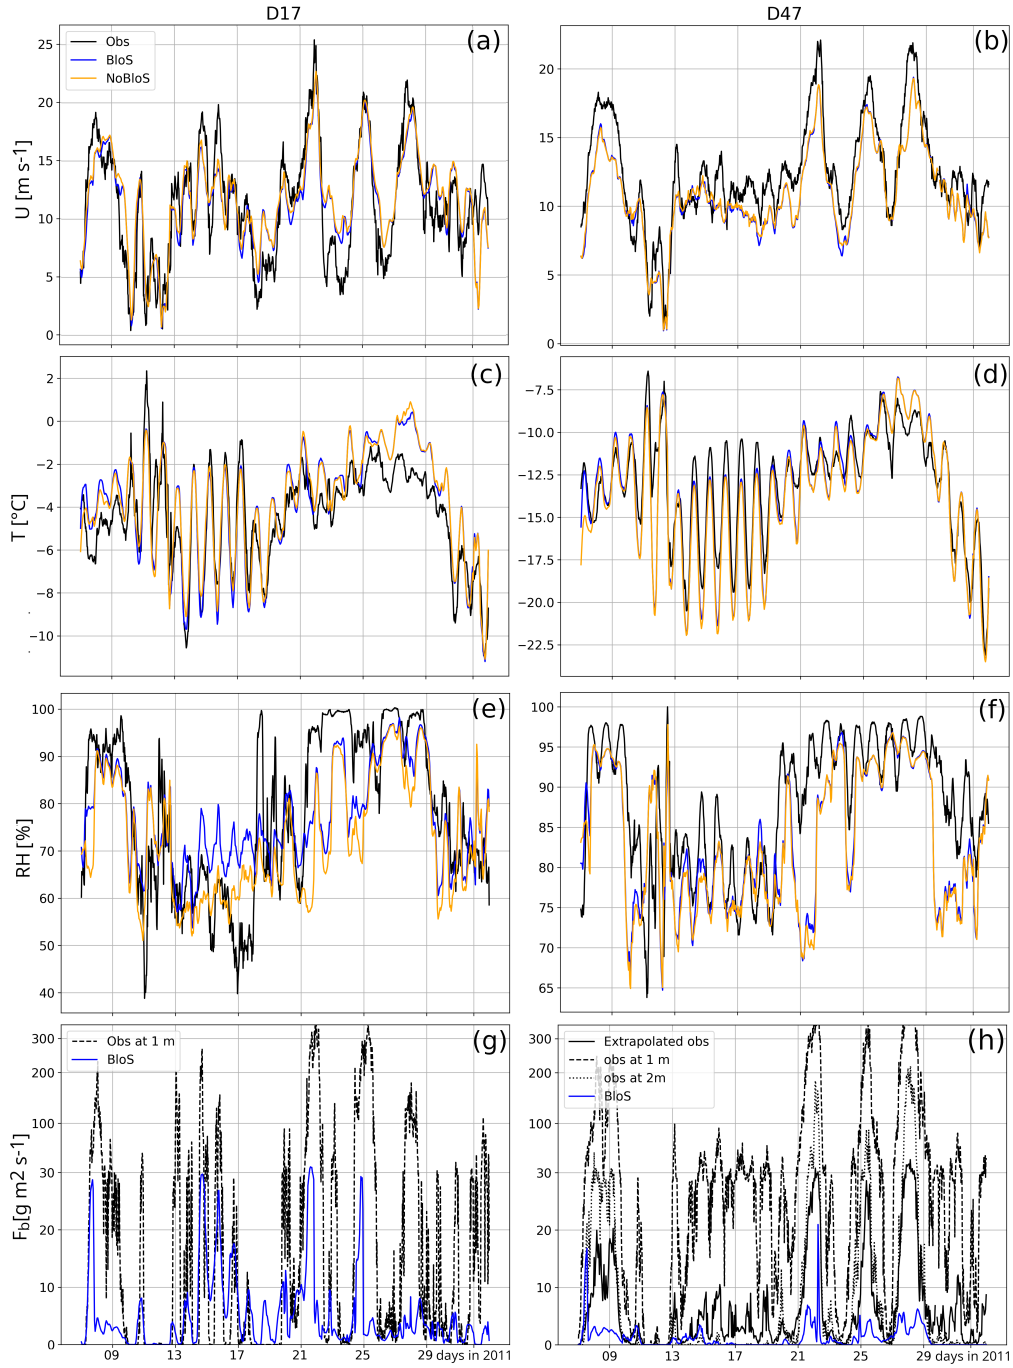 D17
D47
(a)
Obs
BloS
NoBloS
25
20
15
10
5
0
U [m s-1]
(b)
20
15
10
5
0
(c)
2
0
−2
−4
−6
−8
−10
T [°C]
(d)
−7.5
−10.0
−12.5
−15.0
−17.5
−20.0
−22.5
(e)
100
90
80
70
60
50
40
RH [%]
(f)
100
95
90
85
80
75
70
65
(g)
Obs at 1 m
BloS
300
200
100
30
20
10
0
Fb[g m2 s-1]
09 13 17 21 25 29 days in 2011
(h)
Extrapolated obs
obs at 1 m
obs at 2m
BloS
300
200
100
30
20
10
0
09 13 17 21 25 29 days in 2011